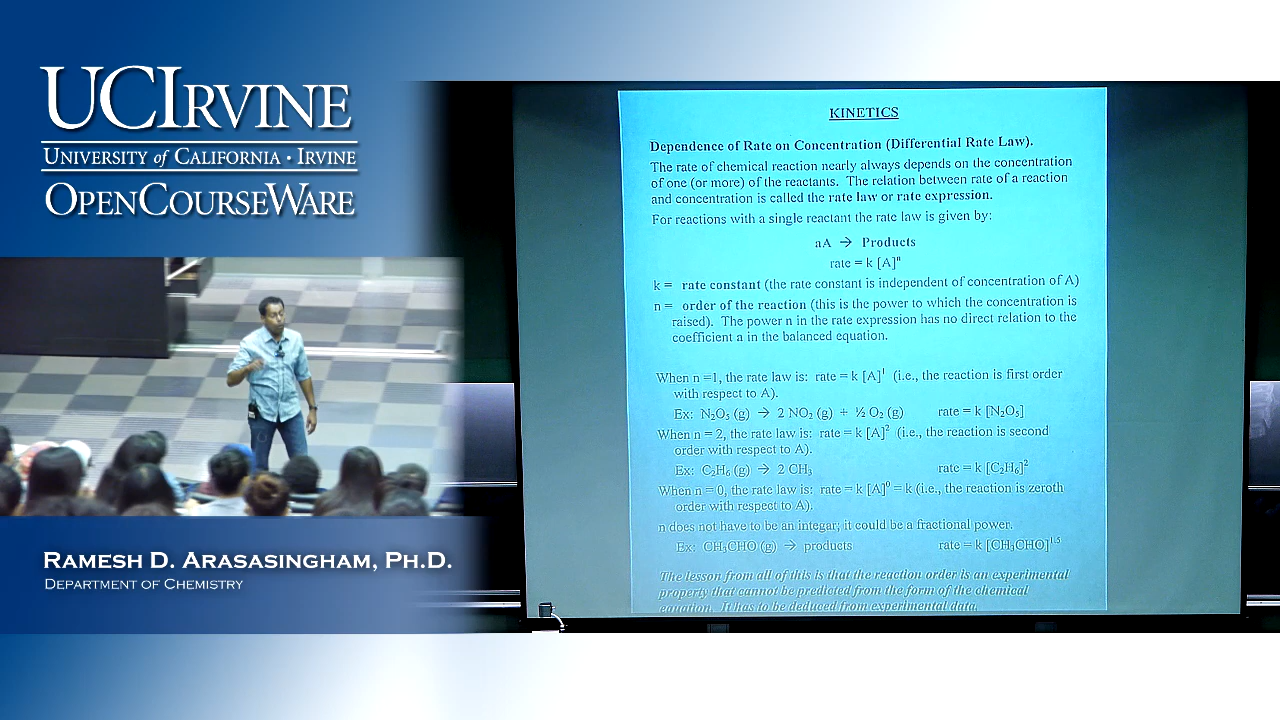 UCIRVINE
UNIVERSITY of CALIFORNIA · IRVINE
OPENCOURSEWARE
RAMESH D. ARASASINGHAM, PH.D.
DEPARTMENT OF CHEMISTRY
KINETICS
Dependence of Rate on Concentration (Differential Rate Law).
The rate of chemical reaction nearly always depends on the concentration
of one (or more) of the reactants. The relation between rate of a reaction
and concentration is called the rate law or rate expression.
For reactions with a single reactant the rate law is given by:
aA → Products
rate = k [A]ⁿ
k = rate constant (the rate constant is independent of concentration of A)
n = order of the reaction (this is the power to which the concentration is
raised). The power n in the rate expression has no direct relation to the
coefficient a in the balanced equation.
When n =1, the rate law is: rate = k [A]¹ (i.e., the reaction is first order
with respect to A).
Ex: N₂O₅ (g) → 2 NO₂ (g) + ½ O₂ (g) rate = k [N₂O₅]
When n = 2, the rate law is: rate = k [A]² (i.e., the reaction is second
order with respect to A).
Ex: C₂H₆ (g) → 2 CH₃ rate = k [C₂H₆]²
When n = 0, the rate law is: rate = k [A]⁰ = k (i.e., the reaction is zeroth
order with respect to A).
n does not have to be an integar; it could be a fractional power.
Ex: CH₃CHO (g) → products rate = k [CH₃CHO]¹·⁵
The lesson from all of this is that the reaction order is an experimental
property that cannot be predicted from the form of the chemical
equation. It has to be deduced from experimental data.